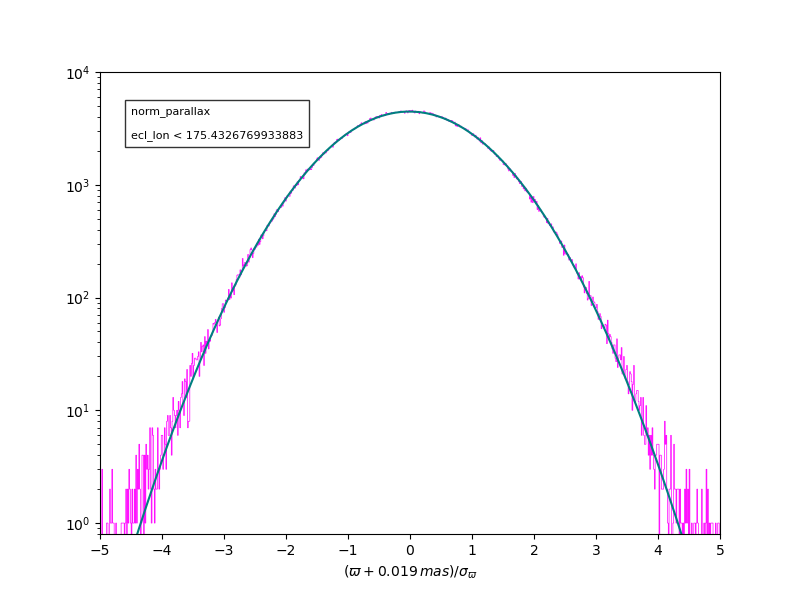 10⁴
norm_parallax
ecl_lon < 175.4326769933883
10³
10²
10¹
10⁰
−5 −4 −3 −2 −1 0 1 2 3 4 5
(ϖ + 0.019 mas)/σ_ϖ